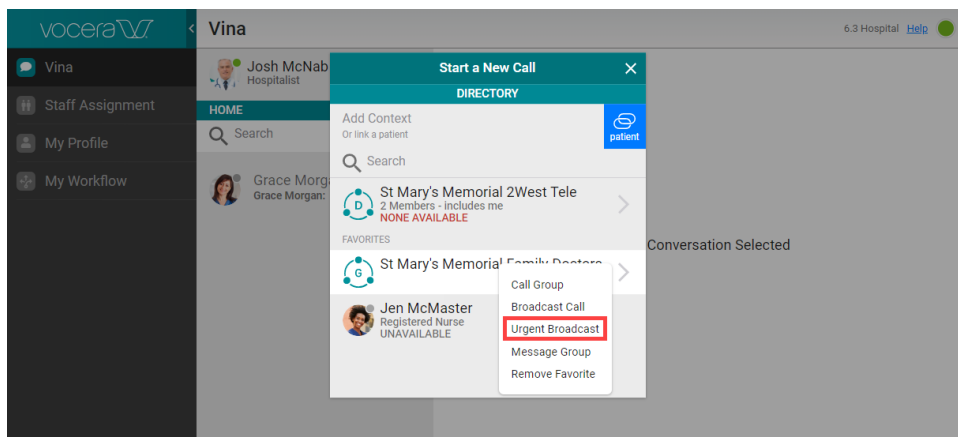 vocera
Vina
6.3 Hospital Help
Vina
Staff Assignment
My Profile
My Workflow
Josh McNab
Hospitalist
HOME
Search
Grace Morg
Grace Morgan:
Start a New Call
DIRECTORY
Add Context
Or link a patient
patient
Search
D
St Mary's Memorial 2West Tele
2 Members - includes me
NONE AVAILABLE
FAVORITES
G
St Mary's Memorial Family Doctors
Jen McMaster
Registered Nurse
UNAVAILABLE
Call Group
Broadcast Call
Urgent Broadcast
Message Group
Remove Favorite
Conversation Selected